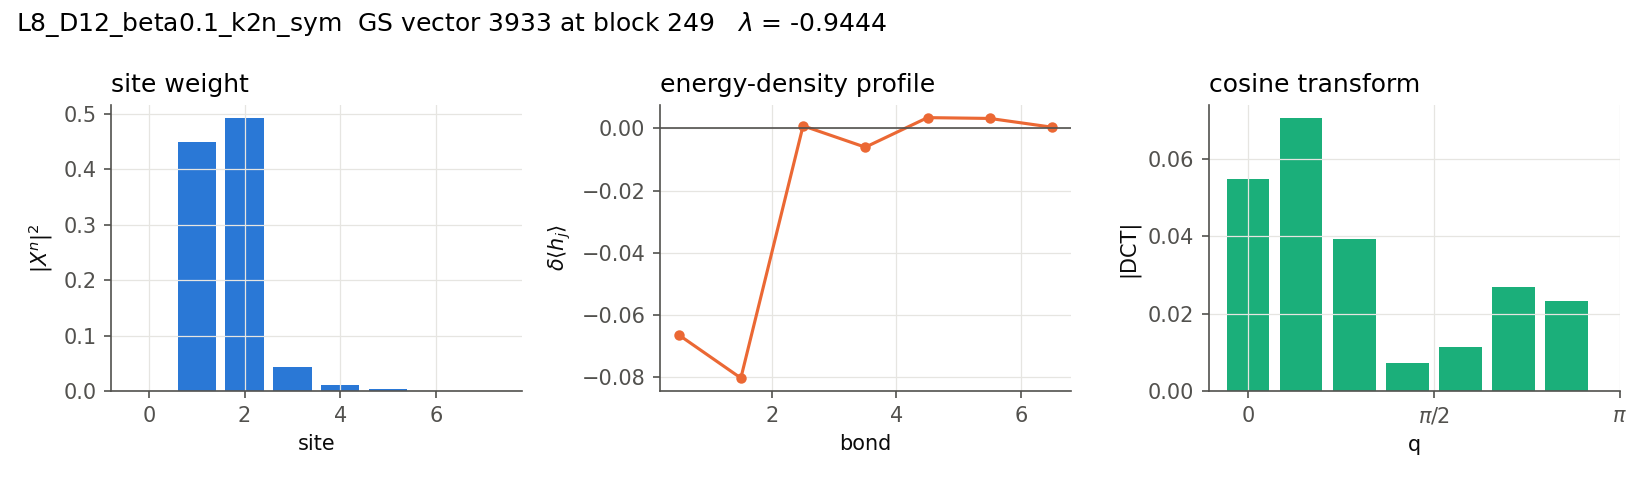 L8_D12_beta0.1_k2n_sym GS vector 3933 at block 249 λ = -0.9444
site weight
energy-density profile
cosine transform
|Xⁿ|²
0.5
0.4
0.3
0.2
0.1
0.0
0 2 4 6
site
δ⟨h_j⟩
0.00
−0.02
−0.04
−0.06
−0.08
2 4 6
bond
|DCT|
0.06
0.04
0.02
0.00
0 π/2 π
q